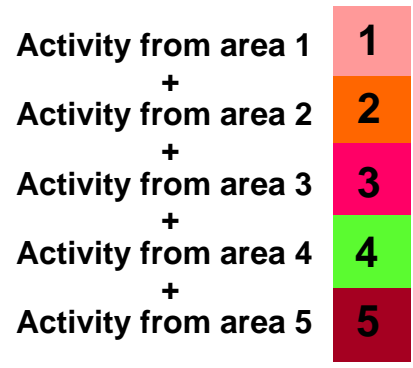 Activity from area 1 1
+
Activity from area 2 2
+
Activity from area 3 3
+
Activity from area 4 4
+
Activity from area 5 5